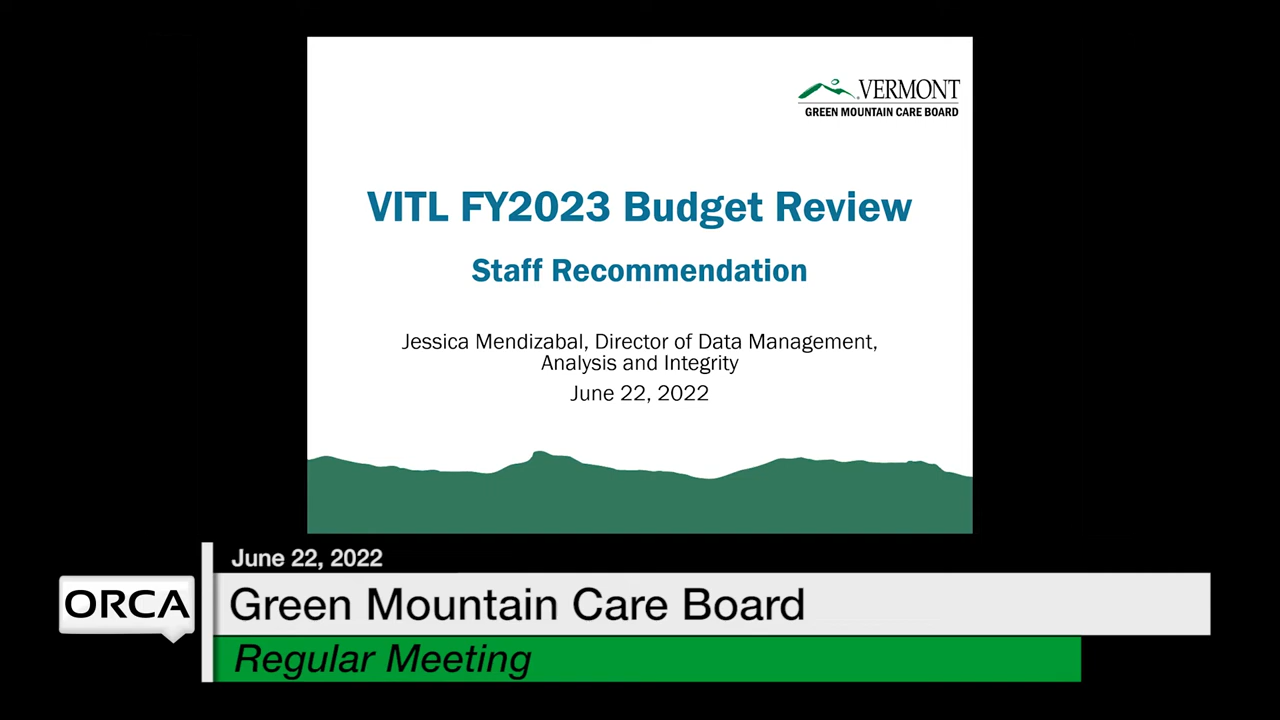 VERMONT
GREEN MOUNTAIN CARE BOARD
VITL FY2023 Budget Review
Staff Recommendation
Jessica Mendizabal, Director of Data Management,
Analysis and Integrity
June 22, 2022
June 22, 2022
ORCA
Green Mountain Care Board
Regular Meeting